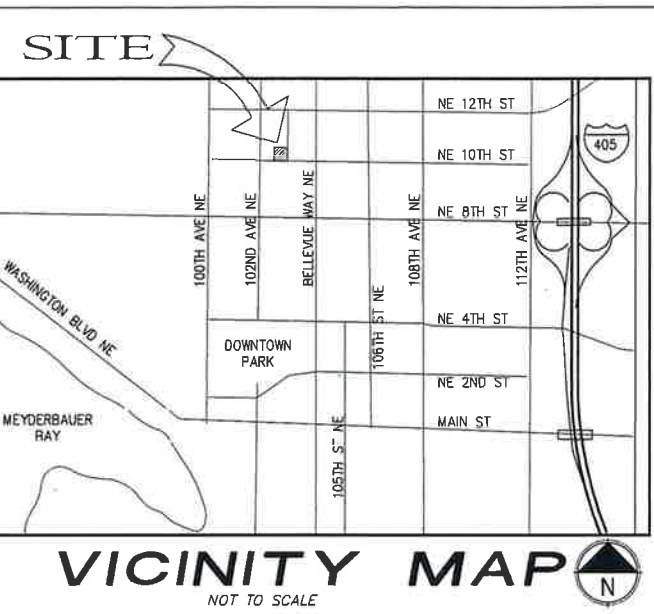 SITE
NE 12TH ST
405
NE 10TH ST
100TH AVE NE
102ND AVE NE
BELLEVUE WAY NE
108TH AVE NE
112TH AVE NE
NE 8TH ST
WASHINGTON BLVD NE
106TH ST NE
NE 4TH ST
DOWNTOWN
PARK
NE 2ND ST
MEYDERBAUER
BAY
MAIN ST
105TH ST NE
VICINITY MAP
N
NOT TO SCALE